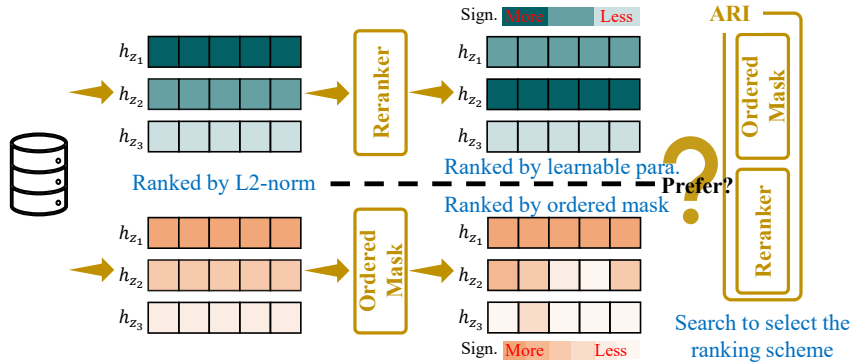 Sign. More Less
ARI
h_{z_1}
h_{z_2}
h_{z_3}
Reranker
h_{z_1}
h_{z_2}
h_{z_3}
Ordered
Mask
Ranked by L2-norm
Ranked by learnable para.
Prefer?
?
Ranked by ordered mask
h_{z_1}
h_{z_2}
h_{z_3}
Ordered
Mask
h_{z_1}
h_{z_2}
h_{z_3}
Reranker
Sign. More Less
Search to select the
ranking scheme